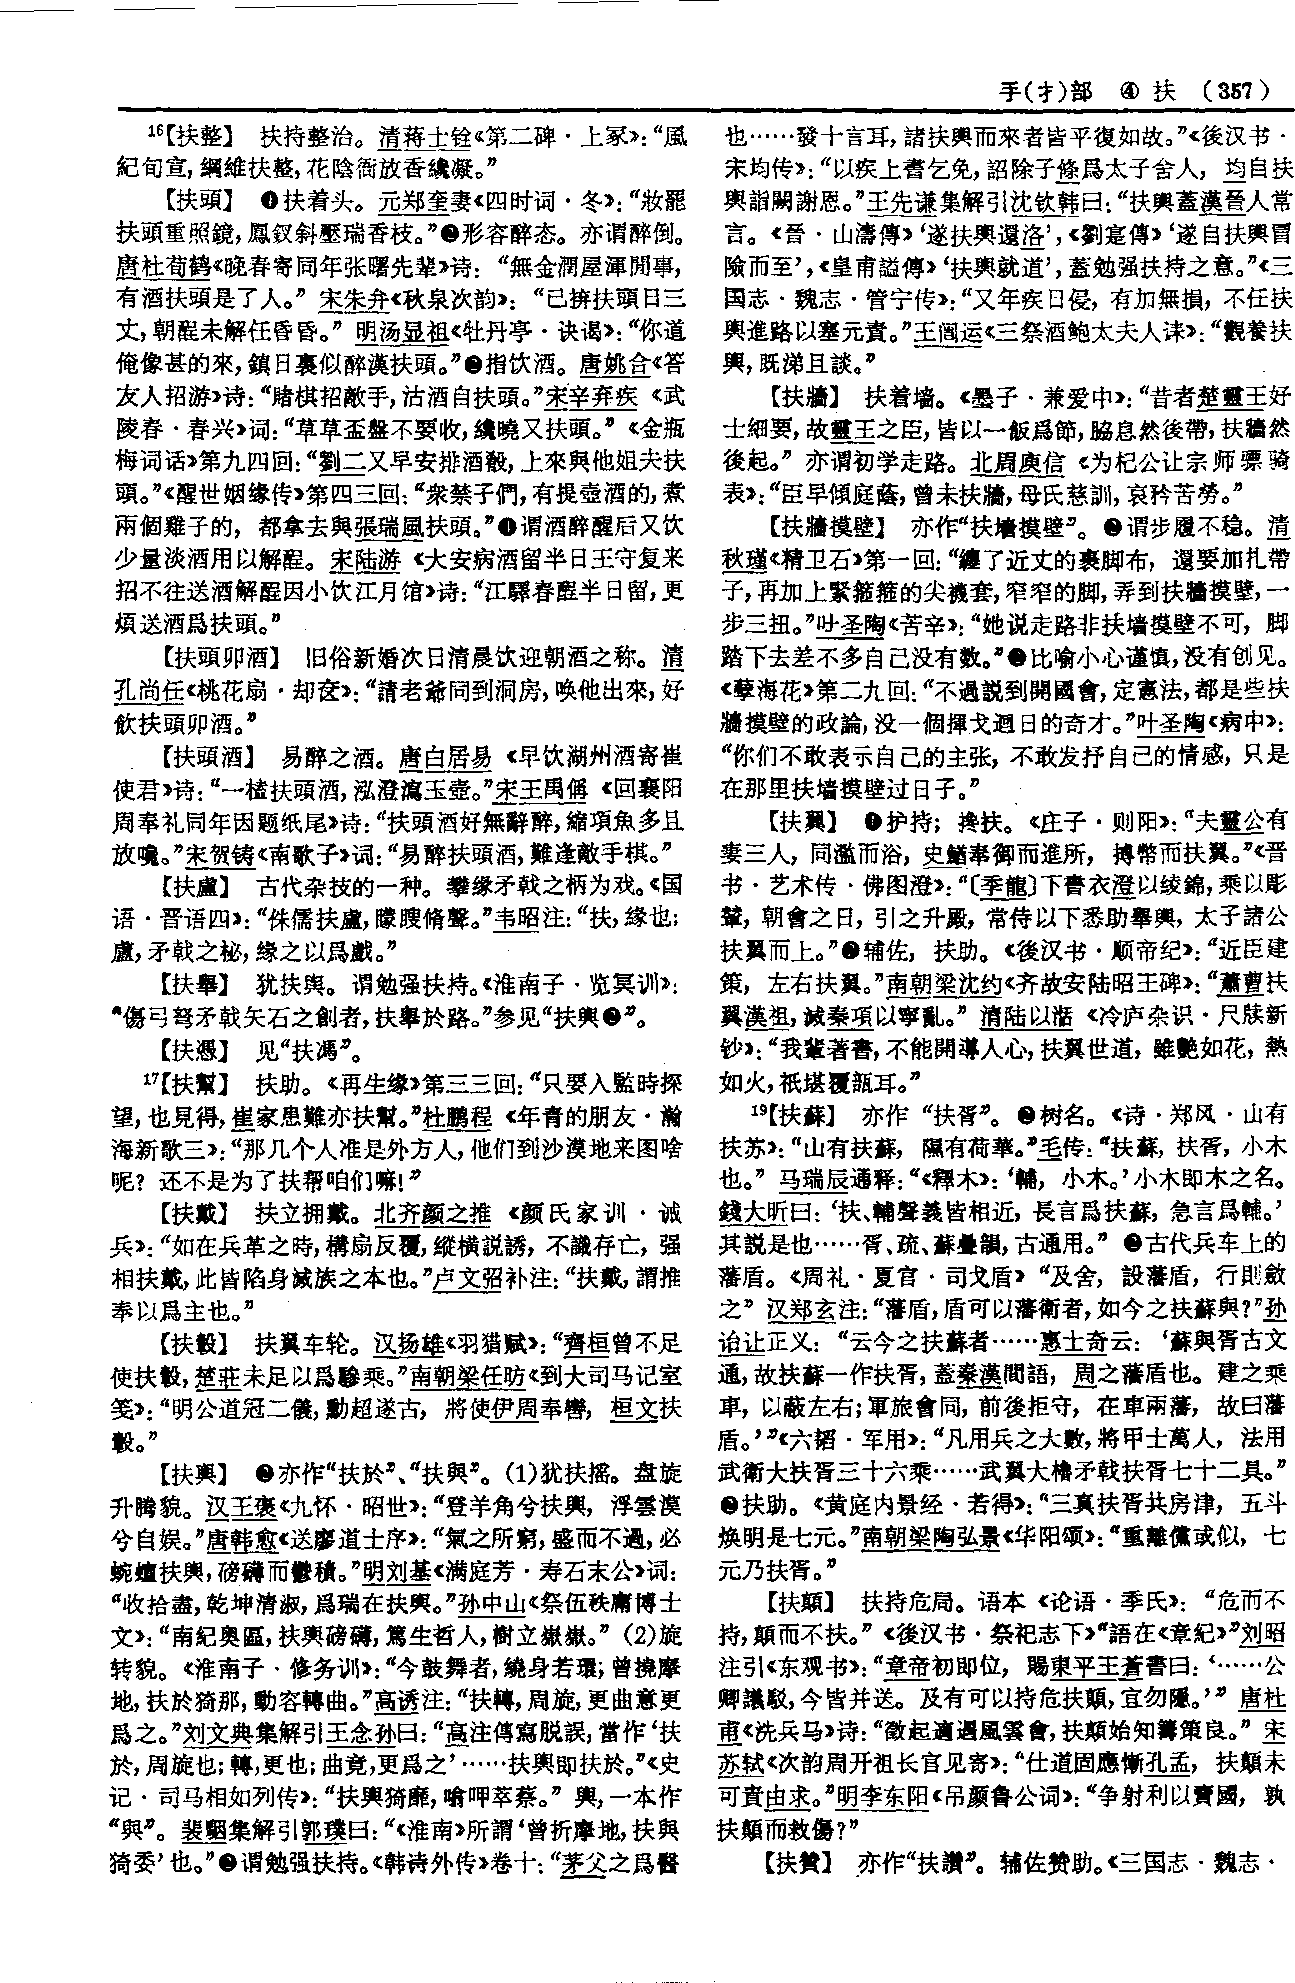 手(扌)部　④ 扶　(357)
¹⁶【扶整】　扶持整治。清蒋士铨《第二碑·上冢》：“風
紀旬宣，綱維扶整，花陰衙放香纔凝。”
【扶頭】　❶扶着头。元郑奎妻《四时词·冬》：“妝罷
扶頭重照鏡，鳳釵斜壓瑞香枝。”❷形容醉态。亦谓醉倒。
唐杜荀鹤《晚春寄同年张曙先辈》诗：“無金潤屋渾閒事，
有酒扶頭是了人。”宋朱弁《秋泉次韵》：“已拚扶頭日三
丈，朝酲未解任昏昏。”明汤显祖《牡丹亭·诀谒》：“你道
俺像甚的來，鎮日裏似醉漢扶頭。”❸指饮酒。唐姚合《答
友人招游》诗：“賭棋招敵手，沽酒自扶頭。”宋辛弃疾《武
陵春·春兴》词：“草草盃盤不要收，纔曉又扶頭。”《金瓶
梅词话》第九四回：“劉二又早安排酒殽，上來與他姐夫扶
頭。”《醒世姻缘传》第四三回：“衆禁子們，有提壺酒的，煮
兩個雞子的，都拿去與張瑞風扶頭。”❹谓酒醉醒后又饮
少量淡酒用以解酲。宋陆游《大安病酒留半日王守复来
招不往送酒解酲因小饮江月馆》诗：“江驛春酲半日留，更
煩送酒爲扶頭。”
【扶頭卯酒】　旧俗新婚次日清晨饮迎朝酒之称。清
孔尚任《桃花扇·却奁》：“請老爺同到洞房，唤他出來，好
飲扶頭卯酒。”
【扶頭酒】　易醉之酒。唐白居易《早饮湖州酒寄崔
使君》诗：“一榼扶頭酒，泓澄瀉玉壺。”宋王禹偁《回襄阳
周奉礼同年因题纸尾》诗：“扶頭酒好無辭醉，縮項魚多且
放嚵。”宋贺铸《南歌子》词：“易醉扶頭酒，難逢敵手棋。”
【扶盧】　古代杂技的一种。攀缘矛戟之柄为戏。《国
语·晋语四》：“侏儒扶盧，矇瞍脩聲。”韦昭注：“扶，緣也；
盧，矛戟之柲，緣之以爲戲。”
【扶轝】　犹扶舆。谓勉强扶持。《淮南子·览冥训》：
“傷弓弩矛戟矢石之創者，扶轝於路。”参见“扶輿❷”。
【扶憑】　见“扶馮”。
¹⁷【扶幫】　扶助。《再生缘》第三三回：“只要入監時探
望，也見得，崔家患難亦扶幫。”杜鹏程《年青的朋友·瀚
海新歌三》：“那几个人准是外方人，他们到沙漠地来图啥
呢？还不是为了扶帮咱们嘛！”
【扶戴】　扶立拥戴。北齐颜之推《颜氏家训·诫
兵》：“如在兵革之時，構扇反覆，縱横説誘，不識存亡，强
相扶戴，此皆陷身滅族之本也。”卢文弨补注：“扶戴，謂推
奉以爲主也。”
【扶轂】　扶翼车轮。汉扬雄《羽猎赋》：“齊桓曾不足
使扶轂，楚莊未足以爲驂乘。”南朝梁任昉《到大司马记室
笺》：“明公道冠二儀，勳超遂古，將使伊周奉轡，桓文扶
轂。”
【扶輿】　❶亦作“扶於”、“扶與”。(1)犹扶摇。盘旋
升腾貌。汉王褒《九怀·昭世》：“登羊角兮扶輿，浮雲漠
兮自娱。”唐韩愈《送廖道士序》：“氣之所窮，盛而不過，必
蜿蟺扶輿，磅礴而鬱積。”明刘基《满庭芳·寿石末公》词：
“收拾盡，乾坤清淑，爲瑞在扶輿。”孙中山《祭伍秩庸博士
文》：“南紀奥區，扶輿磅礴，篤生哲人，樹立嶽嶽。”(2)旋
转貌。《淮南子·修务训》：“今鼓舞者，繞身若環；曾撓摩
地，扶於猗那，動容轉曲。”高诱注：“扶轉，周旋，更曲意更
爲之。”刘文典集解引王念孙曰：“高注傳寫脱誤，當作‘扶
於，周旋也；轉，更也；曲竟，更爲之’……扶輿即扶於。”《史
记·司马相如列传》：“扶輿猗靡，噏呷萃蔡。”輿，一本作
“與”。裴駰集解引郭璞曰：“《淮南》所謂‘曾折摩地，扶與
猗委’也。”❷谓勉强扶持。《韩诗外传》卷十：“茅父之爲醫
也……發十言耳，諸扶輿而來者皆平復如故。”《後汉书·
宋均传》：“以疾上書乞免，詔除子條爲太子舍人，均自扶
輿詣闕謝恩。”王先谦集解引沈钦韩曰：“扶輿蓋漢晉人常
言。《晉·山濤傳》‘遂扶輿還洛’，《劉寔傳》‘遂自扶輿冒
險而至’，《皇甫謐傳》‘扶輿就道’，蓋勉强扶持之意。”《三
国志·魏志·管宁传》：“又年疾日侵，有加無損，不任扶
輿進路以塞元責。”王闿运《三祭酒鲍太夫人诔》：“觀養扶
輿，既涕且談。”
【扶牆】　扶着墙。《墨子·兼爱中》：“昔者楚靈王好
士細要，故靈王之臣，皆以一飯爲節，脇息然後帶，扶牆然
後起。”亦谓初学走路。北周庾信《为杞公让宗师骠骑
表》：“臣早傾庭蔭，曾未扶牆，母氏慈訓，哀矜苦勞。”
【扶牆摸壁】　亦作“扶墻摸壁”。❶谓步履不稳。清
秋瑾《精卫石》第一回：“纏了近丈的裹脚布，還要加扎帶
子，再加上緊箍箍的尖襪套，窄窄的脚，弄到扶牆摸壁，一
步三扭。”叶圣陶《苦辛》：“她说走路非扶墙摸壁不可，脚
踏下去差不多自己没有数。”❷比喻小心谨慎，没有创见。
《孽海花》第二九回：“不過説到開國會，定憲法，都是些扶
牆摸壁的政論，没一個揮戈迴日的奇才。”叶圣陶《病中》：
“你们不敢表示自己的主张，不敢发抒自己的情感，只是
在那里扶墙摸壁过日子。”
【扶翼】　❶护持；搀扶。《庄子·则阳》：“夫靈公有
妻三人，同濫而浴，史鰌奉御而進所，搏幣而扶翼。”《晋
书·艺术传·佛图澄》：“〔季龍〕下書衣澄以綾錦，乘以彫
輦，朝會之日，引之升殿，常侍以下悉助舉輿，太子諸公
扶翼而上。”❷辅佐，扶助。《後汉书·顺帝纪》：“近臣建
策，左右扶翼。”南朝梁沈约《齐故安陆昭王碑》：“蕭曹扶
翼漢祖，滅秦項以寧亂。”清陆以湉《冷庐杂识·尺牍新
钞》：“我輩著書，不能開導人心，扶翼世道，雖艷如花，熱
如火，祇堪覆瓿耳。”
¹⁹【扶蘇】　亦作“扶胥”。❶树名。《诗·郑风·山有
扶苏》：“山有扶蘇，隰有荷華。”毛传：“扶蘇，扶胥，小木
也。”马瑞辰通释：“《釋木》：‘輔，小木。’小木即木之名。
錢大昕曰：‘扶、輔聲義皆相近，長言爲扶蘇，急言爲輔。’
其説是也……胥、疏、蘇疊韻，古通用。”❷古代兵车上的
藩盾。《周礼·夏官·司戈盾》“及舍，設藩盾，行則斂
之”汉郑玄注：“藩盾，盾可以藩衛者，如今之扶蘇與？”孙
诒让正义：“云今之扶蘇者……惠士奇云：‘蘇與胥古文
通，故扶蘇一作扶胥，蓋秦漢間語，周之藩盾也。建之乘
車，以蔽左右；軍旅會同，前後拒守，在車兩藩，故曰藩
盾。’”《六韬·军用》：“凡用兵之大數，將甲士萬人，法用
武衛大扶胥三十六乘……武翼大櫓矛戟扶胥七十二具。”
❸扶助。《黄庭内景经·若得》：“三真扶胥共房津，五斗
焕明是七元。”南朝梁陶弘景《华阳颂》：“重離儻或似，七
元乃扶胥。”
【扶顛】　扶持危局。语本《论语·季氏》：“危而不
持，顛而不扶。”《後汉书·祭祀志下》“語在《章紀》”刘昭
注引《东观书》：“章帝初即位，賜東平王蒼書曰：‘……公
卿議駁，今皆并送。及有可以持危扶顛，宜勿隱。’”唐杜
甫《洗兵马》诗：“徵起適遇風雲會，扶顛始知籌策良。”宋
苏轼《次韵周开祖长官见寄》：“仕道固應慚孔孟，扶顛未
可責由求。”明李东阳《吊颜鲁公词》：“争射利以賣國，孰
扶顛而救傷？”
【扶贊】　亦作“扶讚”。辅佐赞助。《三国志·魏志·